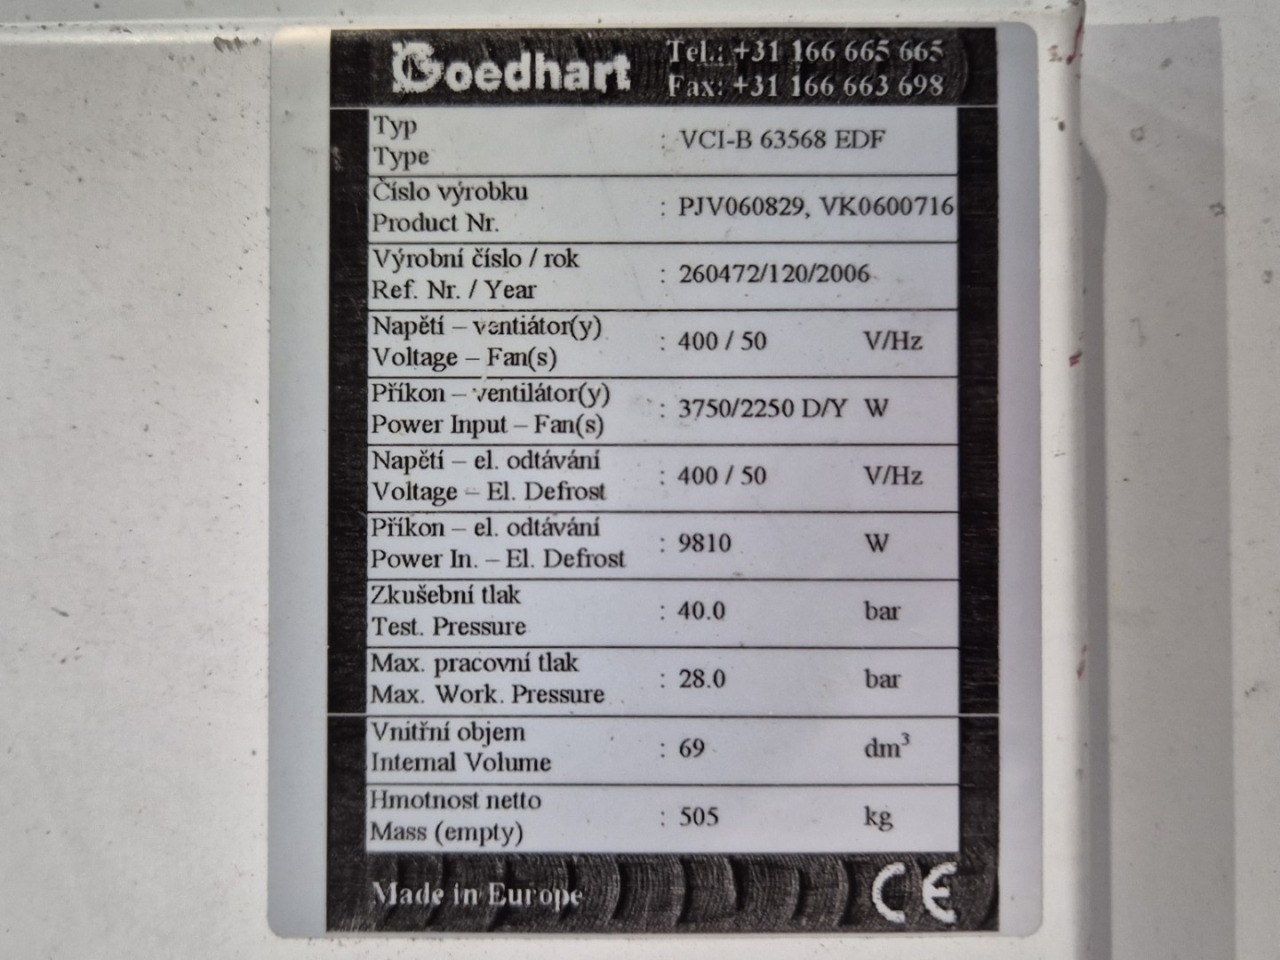 Goedhart
Tel.: +31 166 665 665
Fax: +31 166 663 698
Typ
Type : VCI-B 63568 EDF
Číslo výrobku
Product Nr. : PJV060829, VK0600716
Výrobní číslo / rok
Ref. Nr. / Year : 260472/120/2006
Napětí – ventiátor(y)
Voltage – Fan(s) : 400 / 50 V/Hz
Příkon – ventilátor(y)
Power Input – Fan(s) : 3750/2250 D/Y W
Napětí – el. odtávání
Voltage – El. Defrost : 400 / 50 V/Hz
Příkon – el. odtávání
Power In. – El. Defrost : 9810 W
Zkušební tlak
Test. Pressure : 40.0 bar
Max. pracovní tlak
Max. Work. Pressure : 28.0 bar
Vnitřní objem
Internal Volume : 69 dm³
Hmotnost netto
Mass (empty) : 505 kg
Made in Europe CE